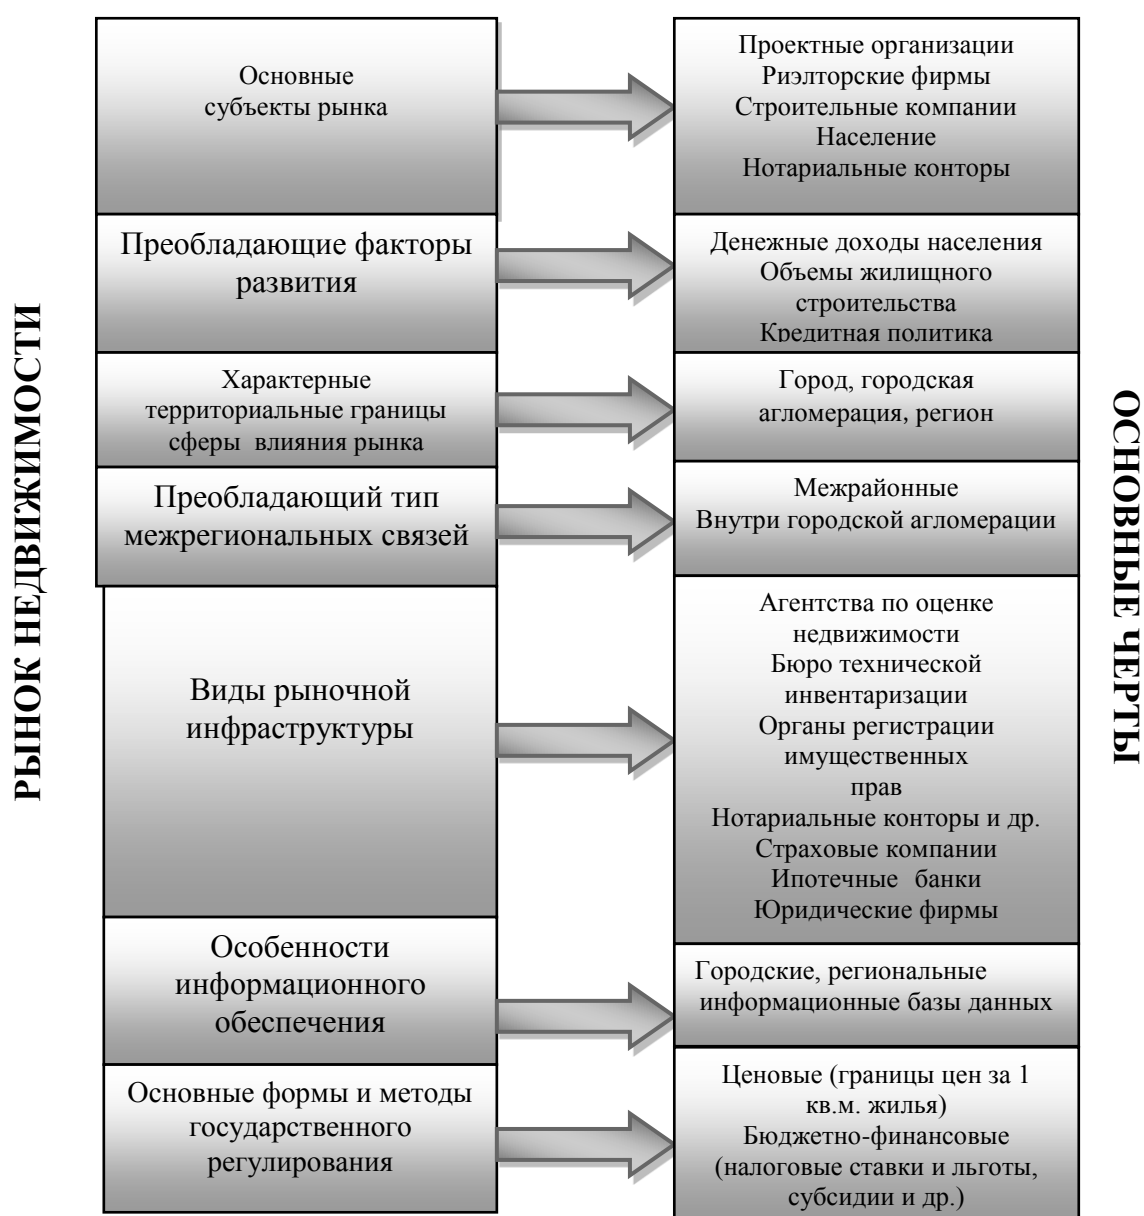 РЫНОК НЕДВИЖИМОСТИ
Основные
субъекты рынка
Проектные организации
Риэлторские фирмы
Строительные компании
Население
Нотариальные конторы
Преобладающие факторы
развития
Денежные доходы населения
Объемы жилищного
строительства
Кредитная политика
Характерные
территориальные границы
сферы влияния рынка
Город, городская
агломерация, регион
Преобладающий тип
межрегиональных связей
Межрайонные
Внутри городской агломерации
Виды рыночной
инфраструктуры
Агентства по оценке
недвижимости
Бюро технической
инвентаризации
Органы регистрации
имущественных
прав
Нотариальные конторы и др.
Страховые компании
Ипотечные банки
Юридические фирмы
Особенности
информационного
обеспечения
Городские, региональные
информационные базы данных
Основные формы и методы
государственного
регулирования
Ценовые (границы цен за 1
кв.м. жилья)
Бюджетно-финансовые
(налоговые ставки и льготы,
субсидии и др.)
ОСНОВНЫЕ ЧЕРТЫ